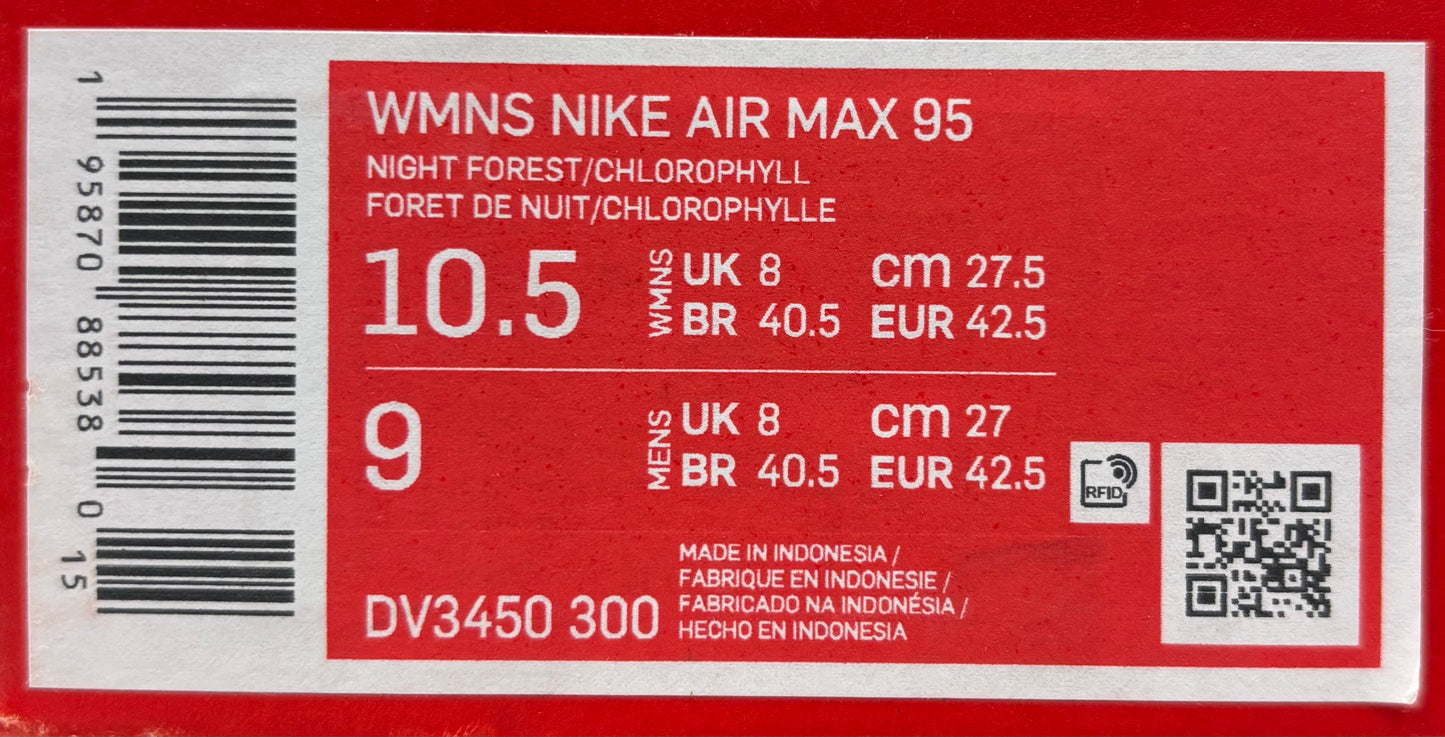 1 95870 88538 0 15
WMNS NIKE AIR MAX 95
NIGHT FOREST/CHLOROPHYLL
FORET DE NUIT/CHLOROPHYLLE
10.5 WMNS UK 8 cm 27.5
BR 40.5 EUR 42.5
9 MENS UK 8 cm 27
BR 40.5 EUR 42.5
RFID
DV3450 300
MADE IN INDONESIA /
FABRIQUE EN INDONESIE /
FABRICADO NA INDONÉSIA /
HECHO EN INDONESIA